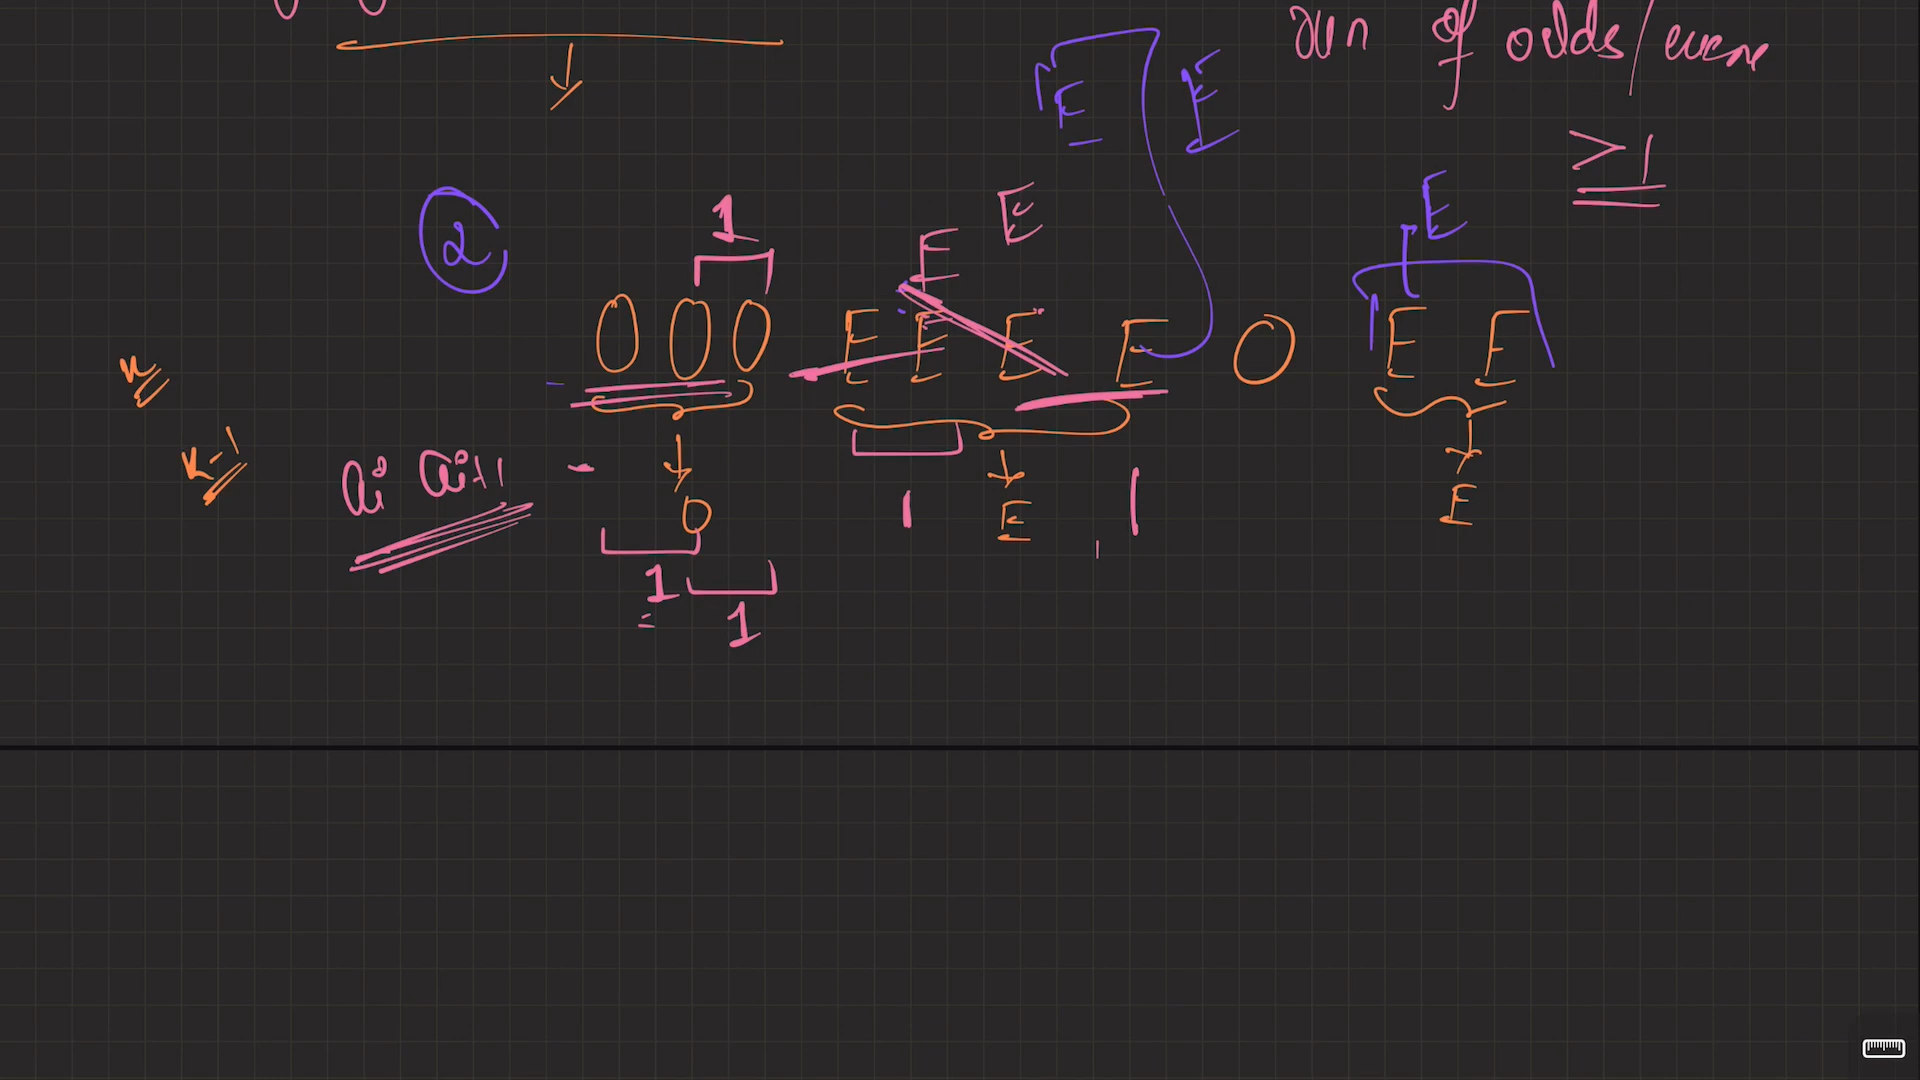 run of odds/even
E E
≥1
2
1 E E E
O O O E E E E O E E
n
k-1
ai ai+1
O E E
1 1 1 1